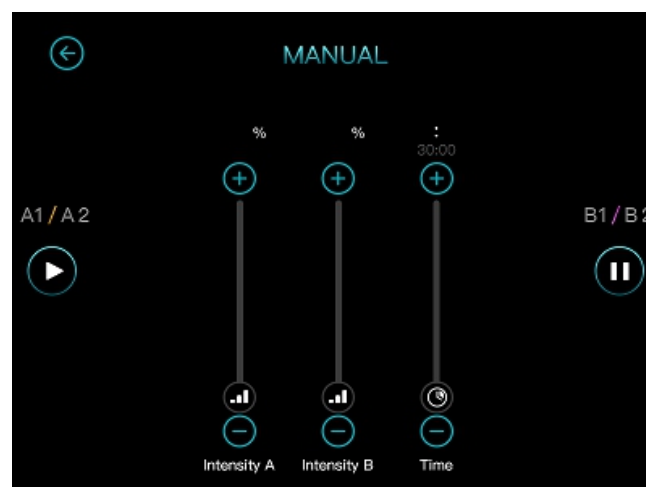 MANUAL
% % :
30:00
A1/A2
B1/B2
Intensity A Intensity B Time